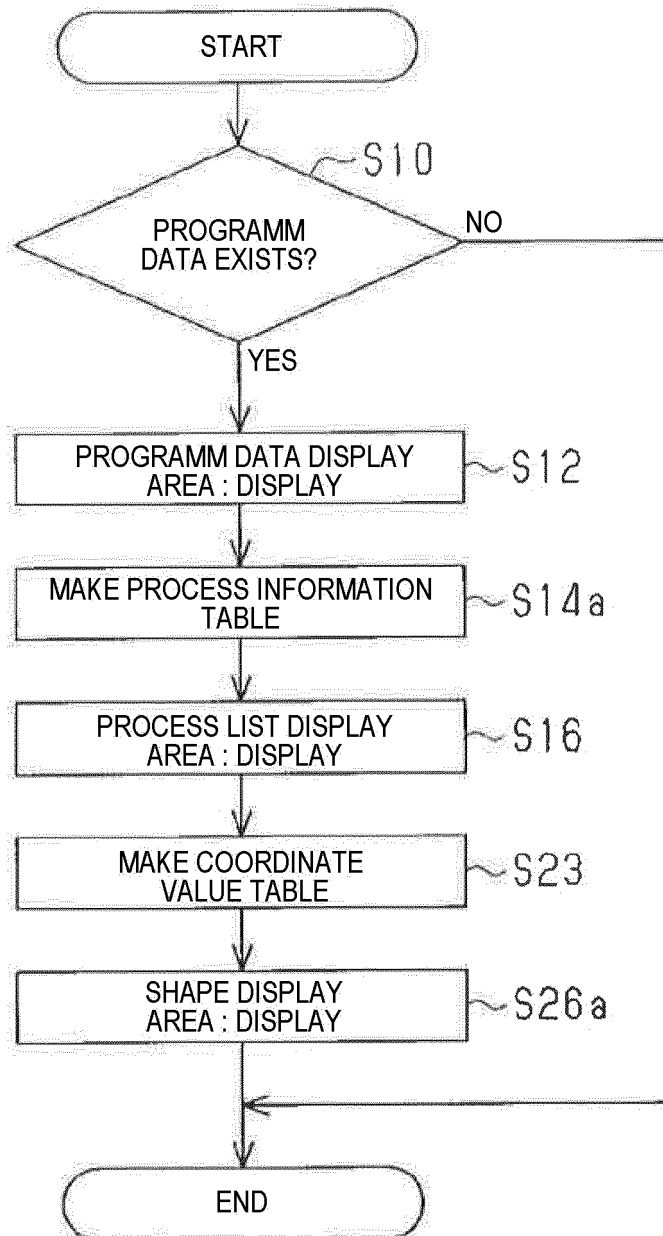 START
S10
PROGRAMM
DATA EXISTS?
NO
YES
PROGRAMM DATA DISPLAY
AREA : DISPLAY
S12
MAKE PROCESS INFORMATION
TABLE
S14a
PROCESS LIST DISPLAY
AREA : DISPLAY
S16
MAKE COORDINATE
VALUE TABLE
S23
SHAPE DISPLAY
AREA : DISPLAY
S26a
END